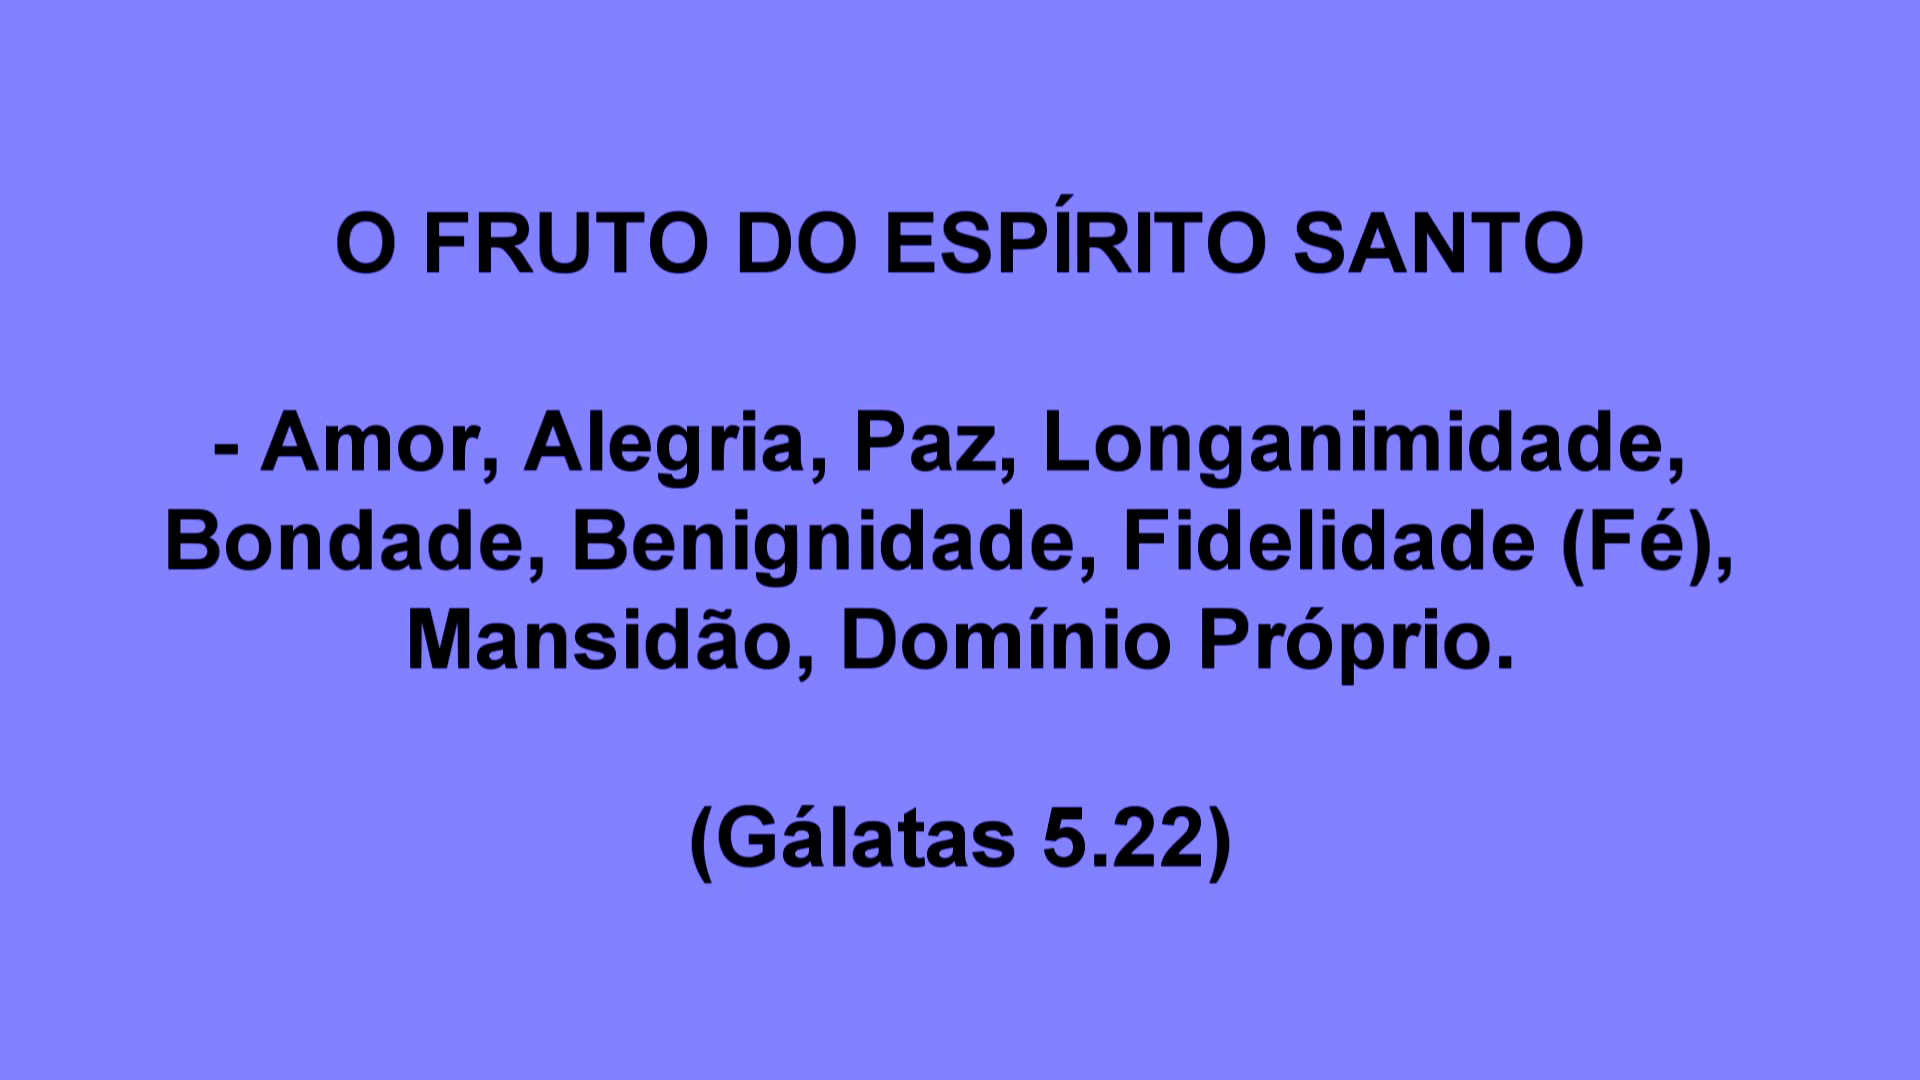 O FRUTO DO ESPÍRITO SANTO
- Amor, Alegria, Paz, Longanimidade,
Bondade, Benignidade, Fidelidade (Fé),
Mansidão, Domínio Próprio.
(Gálatas 5.22)